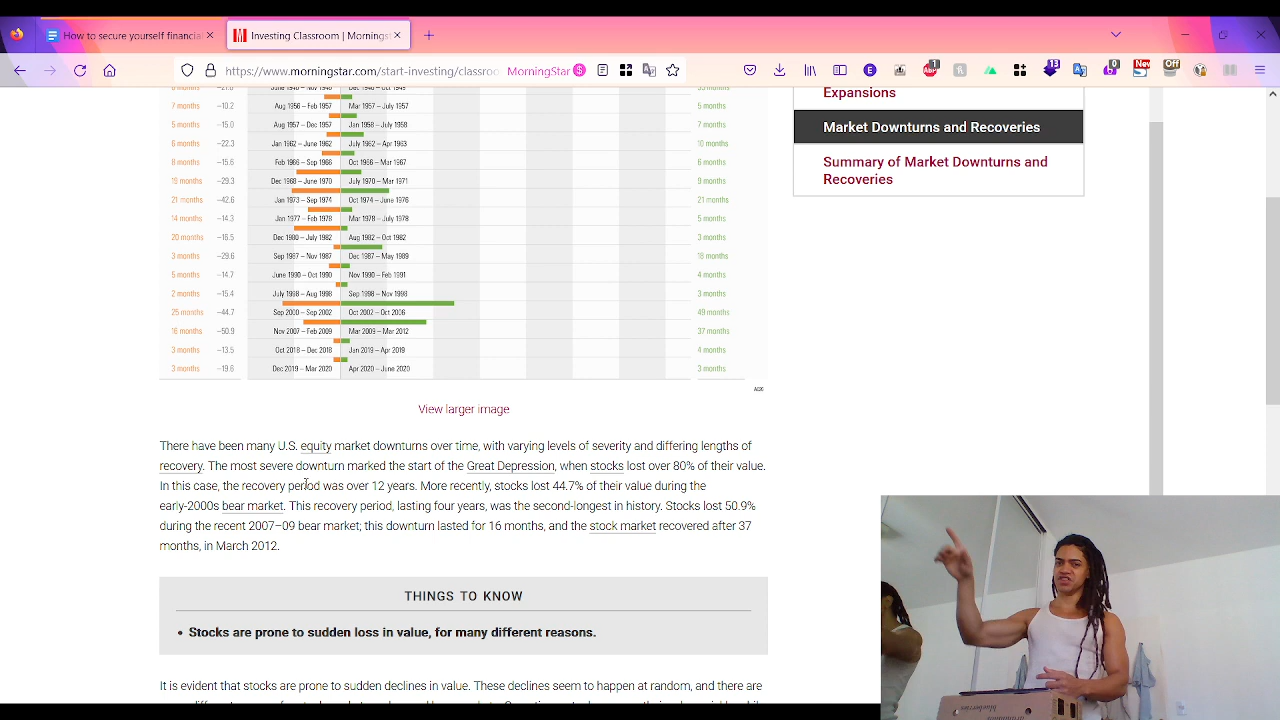 How to secure yourself financia
Investing Classroom | Mornings
https://www.morningstar.com/start-investing/classroo
MorningStar
1
13
0
New
Off
Expansions
Market Downturns and Recoveries
Summary of Market Downturns and
Recoveries
7 months
Aug 1956 – Feb 1957 Mar 1957 – July 1957 5 months
5 months –15.0 Aug 1957 – Dec 1957 Jan 1958 – July 1958 7 months
6 months –22.3 Jan 1962 – June 1962 July 1962 – Apr 1963 10 months
8 months –15.6 Feb 1966 – Sep 1966 Oct 1966 – Mar 1967 6 months
19 months –29.3 Dec 1968 – June 1970 July 1970 – Mar 1971 9 months
21 months –42.6 Jan 1973 – Sep 1974 Oct 1974 – June 1976 21 months
14 months –14.3 Jan 1977 – Feb 1978 Mar 1978 – July 1978 5 months
20 months –16.5 Dec 1980 – July 1982 Aug 1982 – Oct 1982 3 months
3 months –29.6 Sep 1987 – Nov 1987 Dec 1987 – May 1989 18 months
5 months –14.7 June 1990 – Oct 1990 Nov 1990 – Feb 1991 4 months
2 months –15.4 July 1998 – Aug 1998 Sep 1998 – Nov 1998 3 months
25 months –44.7 Sep 2000 – Sep 2002 Oct 2002 – Oct 2006 49 months
16 months –50.9 Nov 2007 – Feb 2009 Mar 2009 – Mar 2012 37 months
3 months –13.5 Oct 2018 – Dec 2018 Jan 2019 – Apr 2019 4 months
3 months –19.6 Dec 2019 – Mar 2020 Apr 2020 – June 2020 3 months
View larger image
There have been many U.S. equity market downturns over time, with varying levels of severity and differing lengths of
recovery. The most severe downturn marked the start of the Great Depression, when stocks lost over 80% of their value.
In this case, the recovery period was over 12 years. More recently, stocks lost 44.7% of their value during the
early-2000s bear market. This recovery period, lasting four years, was the second-longest in history. Stocks lost 50.9%
during the recent 2007–09 bear market; this downturn lasted for 16 months, and the stock market recovered after 37
months, in March 2012.
THINGS TO KNOW
• Stocks are prone to sudden loss in value, for many different reasons.
It is evident that stocks are prone to sudden declines in value. These declines seem to happen at random, and there are
blueberries